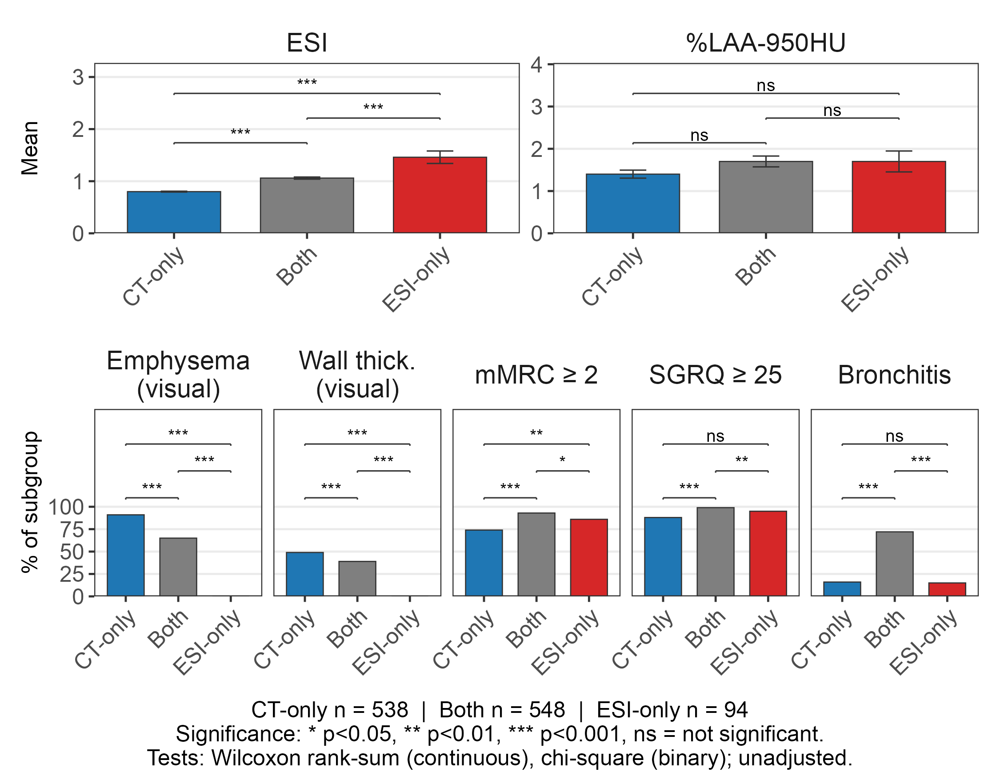 ESI
%LAA-950HU
Mean
3
2
1
0
***
***
***
CT-only
Both
ESI-only
4
3
2
1
0
ns
ns
ns
CT-only
Both
ESI-only
Emphysema
(visual)
Wall thick.
(visual)
mMRC ≥ 2
SGRQ ≥ 25
Bronchitis
% of subgroup
100
75
50
25
0
***
***
***
CT-only
Both
ESI-only
***
***
***
CT-only
Both
ESI-only
**
*
***
CT-only
Both
ESI-only
ns
**
***
CT-only
Both
ESI-only
ns
***
***
CT-only
Both
ESI-only
CT-only n = 538 | Both n = 548 | ESI-only n = 94
Significance: * p<0.05, ** p<0.01, *** p<0.001, ns = not significant.
Tests: Wilcoxon rank-sum (continuous), chi-square (binary); unadjusted.